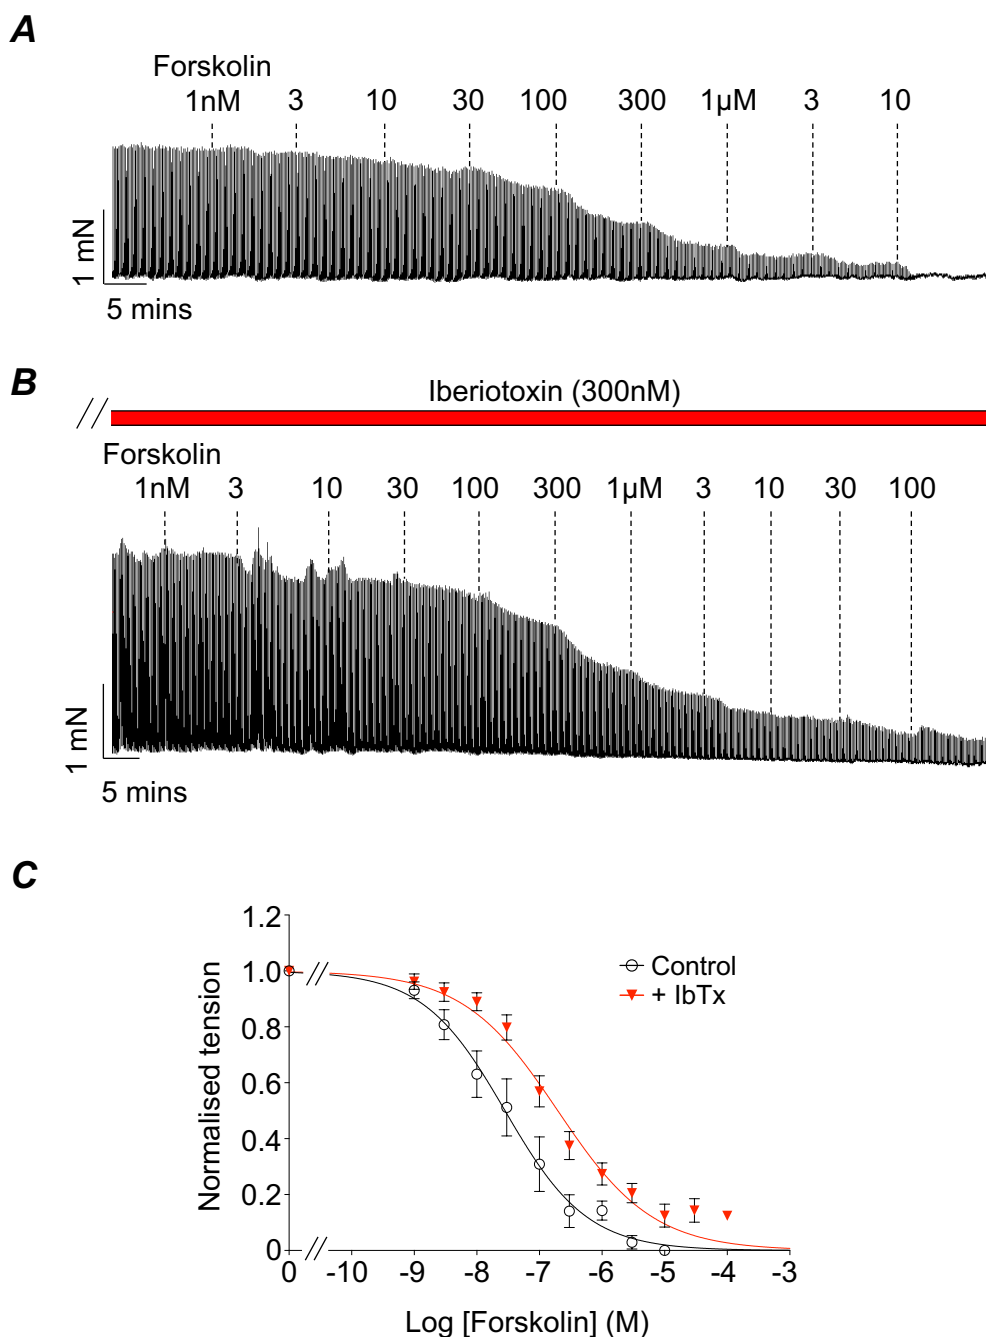 A
Forskolin
1nM 3 10 30 100 300 1µM 3 10
1 mN
5 mins
B
Iberiotoxin (300nM)
Forskolin
1nM 3 10 30 100 300 1µM 3 10 30 100
1 mN
5 mins
C
1.2
1.0
0.8
0.6
0.4
0.2
0
Normalised tension
Control
+ IbTx
0 -10 -9 -8 -7 -6 -5 -4 -3
Log [Forskolin] (M)